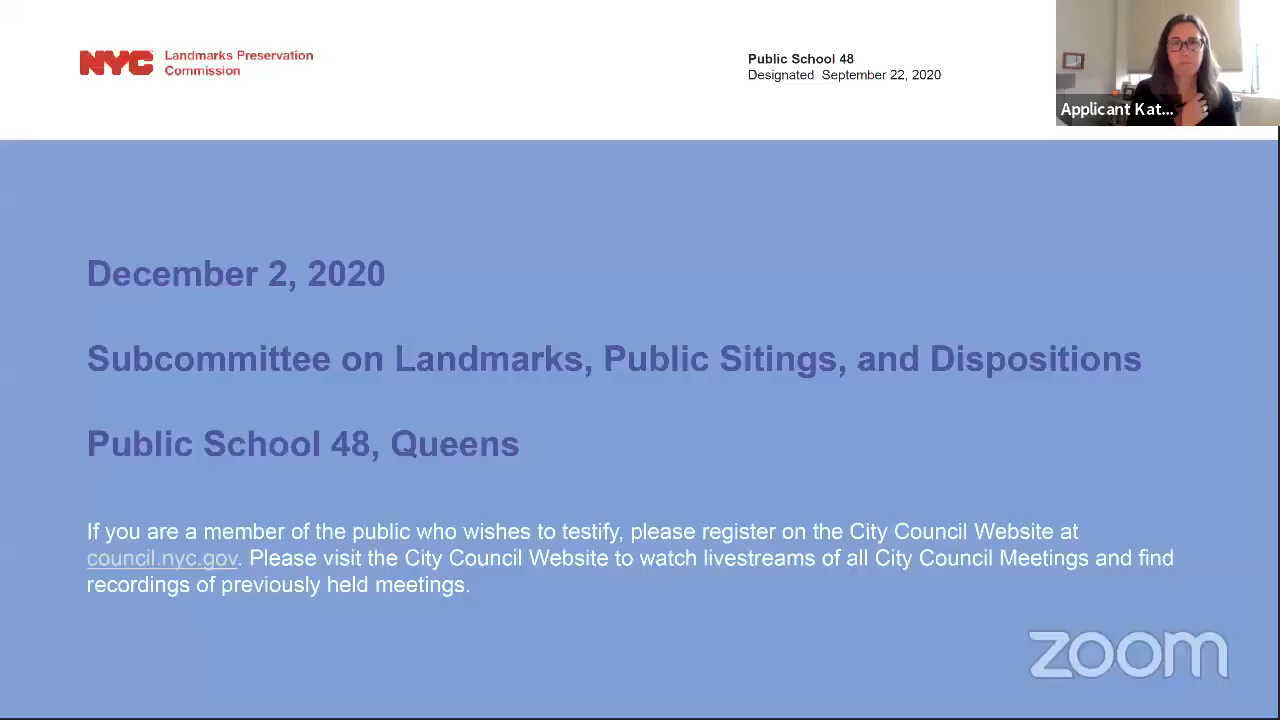 NYC
Landmarks Preservation
Commission
Public School 48
Designated September 22, 2020
Applicant Kat...
December 2, 2020
Subcommittee on Landmarks, Public Sitings, and Dispositions
Public School 48, Queens
If you are a member of the public who wishes to testify, please register on the City Council Website at
council.nyc.gov. Please visit the City Council Website to watch livestreams of all City Council Meetings and find
recordings of previously held meetings.
zoom